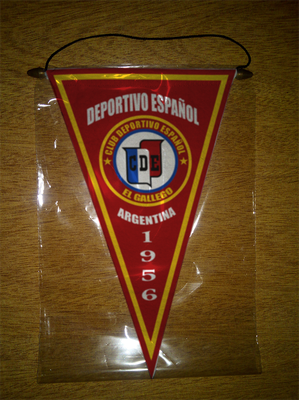 DEPORTIVO ESPAÑOL
CLUB DEPORTIVO ESPAÑOL
CDE
EL GALLEGO
ARGENTINA
1956